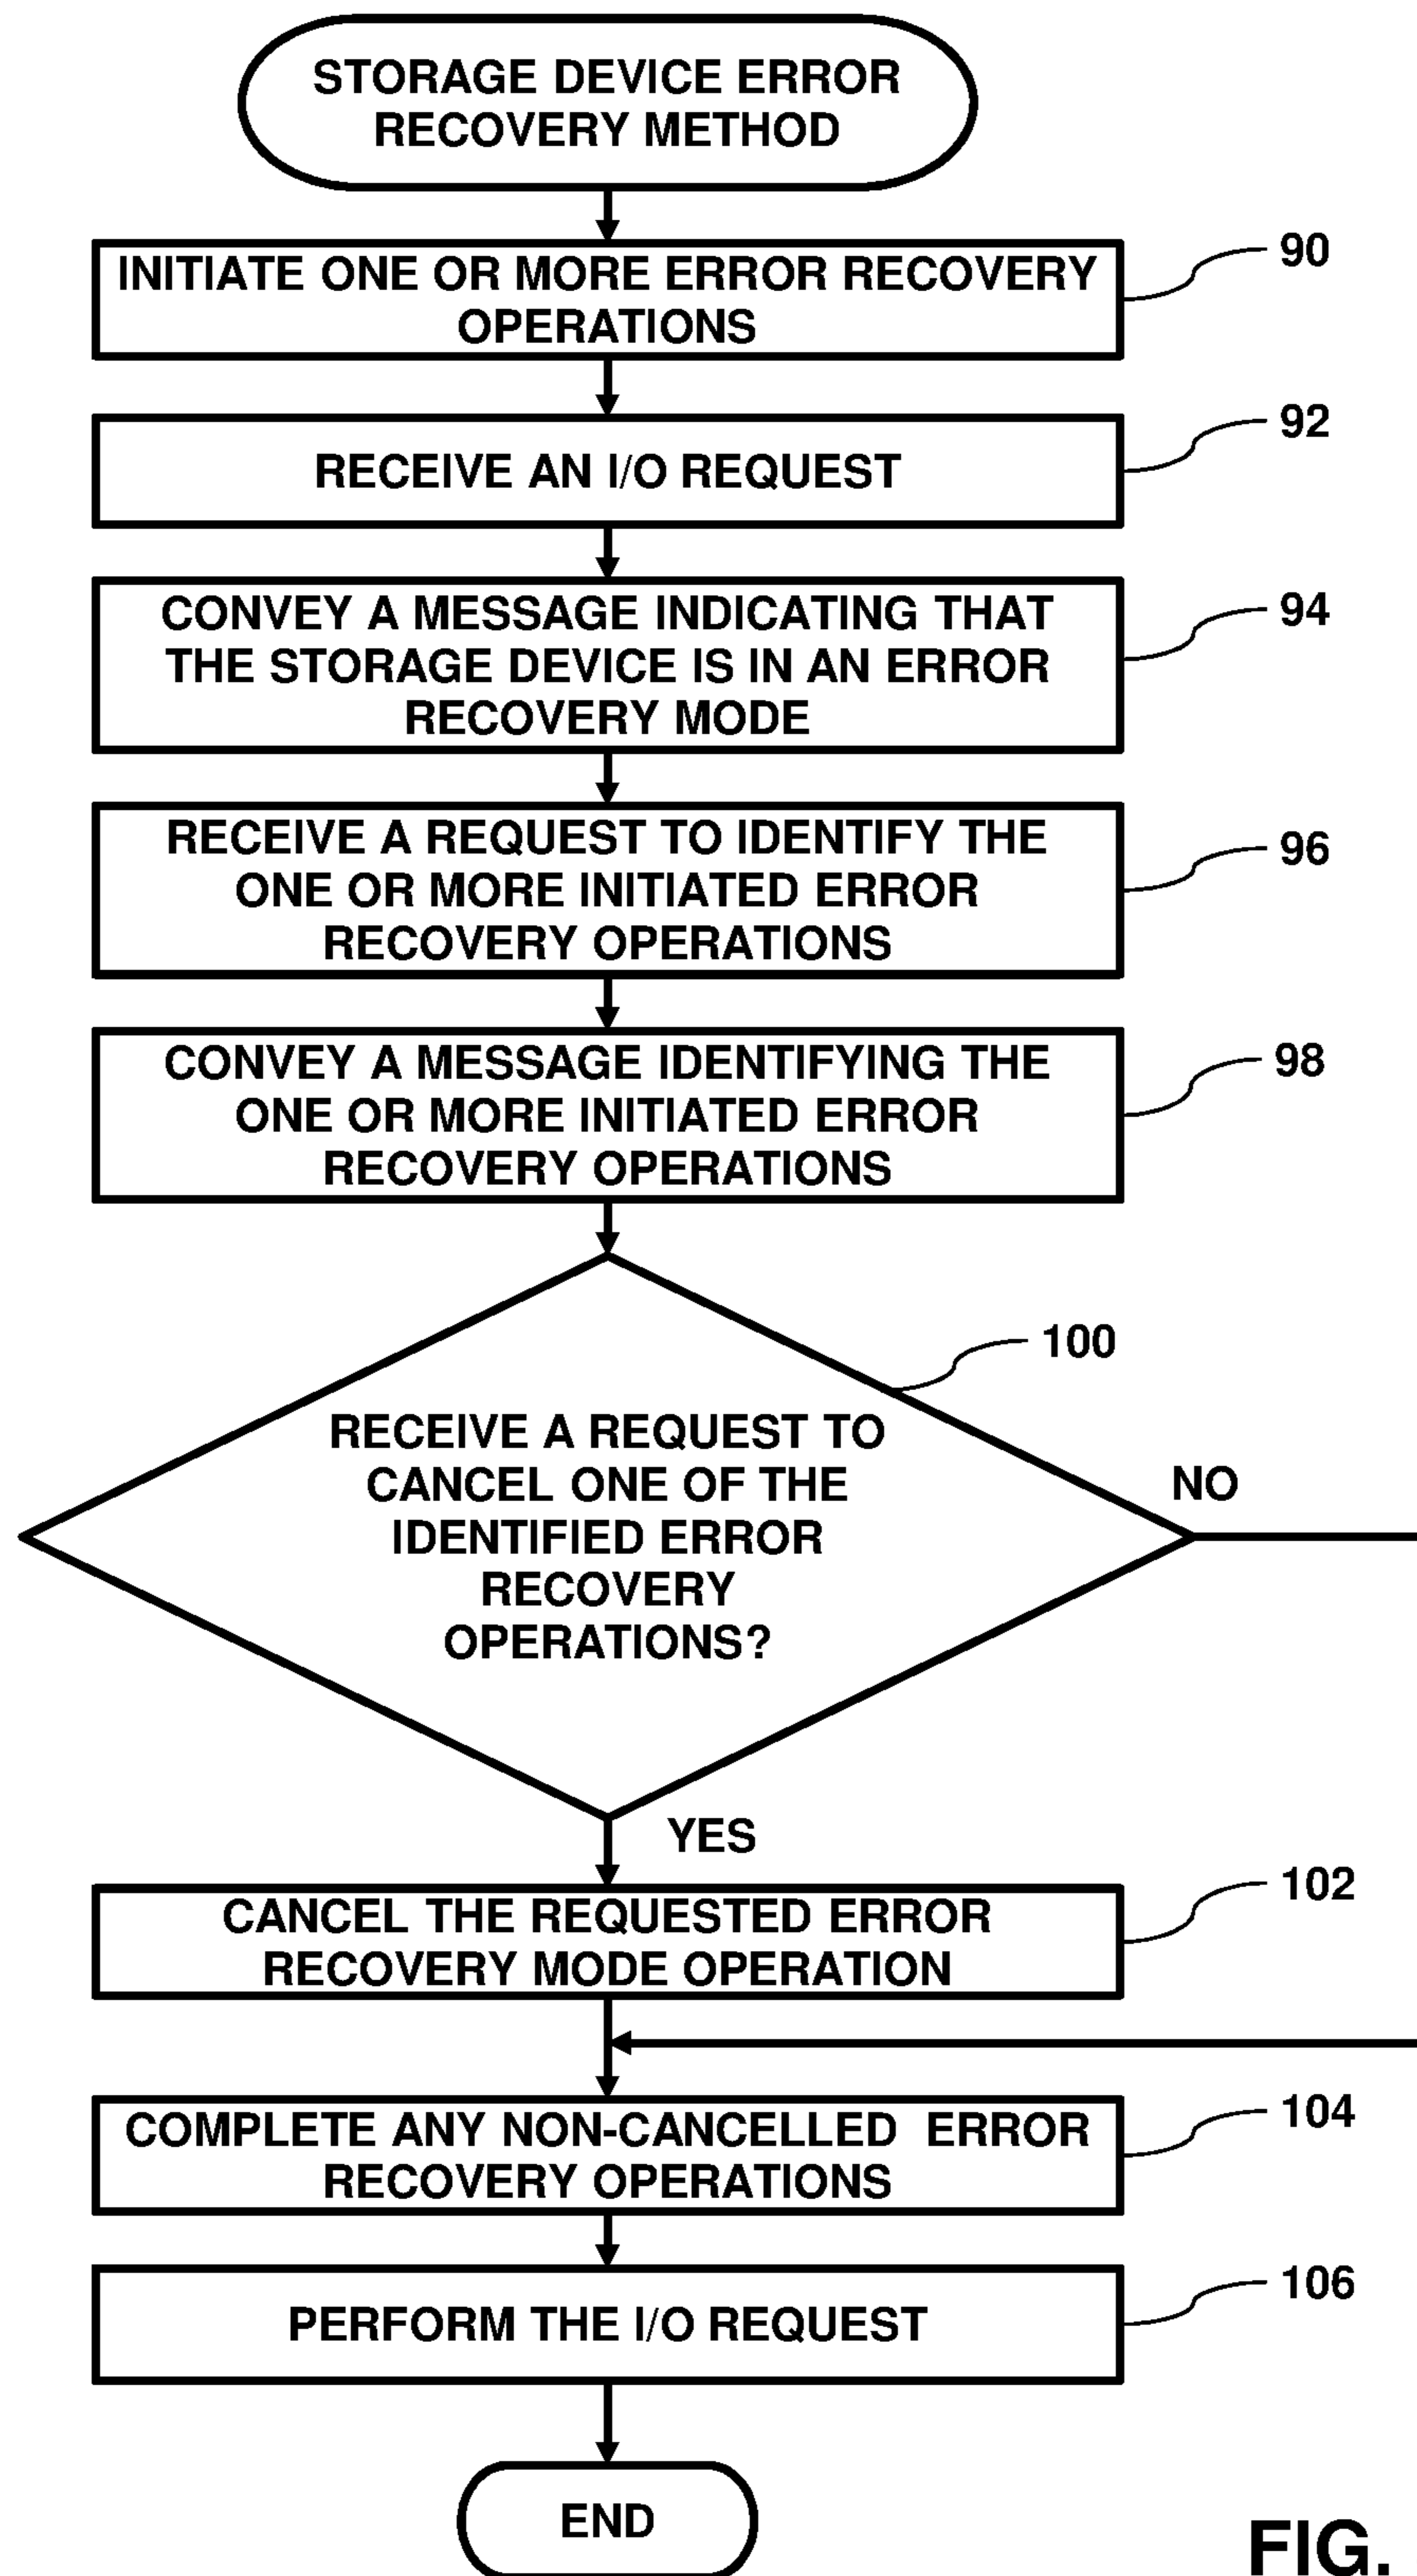 STORAGE DEVICE ERROR
RECOVERY METHOD
INITIATE ONE OR MORE ERROR RECOVERY
OPERATIONS
90
RECEIVE AN I/O REQUEST
92
CONVEY A MESSAGE INDICATING THAT
THE STORAGE DEVICE IS IN AN ERROR
RECOVERY MODE
94
RECEIVE A REQUEST TO IDENTIFY THE
ONE OR MORE INITIATED ERROR
RECOVERY OPERATIONS
96
CONVEY A MESSAGE IDENTIFYING THE
ONE OR MORE INITIATED ERROR
RECOVERY OPERATIONS
98
100
RECEIVE A REQUEST TO
CANCEL ONE OF THE
IDENTIFIED ERROR
RECOVERY
OPERATIONS?
NO
YES
CANCEL THE REQUESTED ERROR
RECOVERY MODE OPERATION
102
COMPLETE ANY NON-CANCELLED ERROR
RECOVERY OPERATIONS
104
PERFORM THE I/O REQUEST
106
END
FIG.